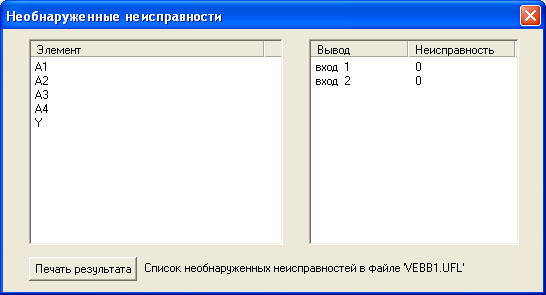 Необнаруженные неисправности
Элемент
A1
A2
A3
A4
Y
Вывод Неисправность
вход 1 0
вход 2 0
Печать результата
Список необнаруженных неисправностей в файле 'VEBB1.UFL'